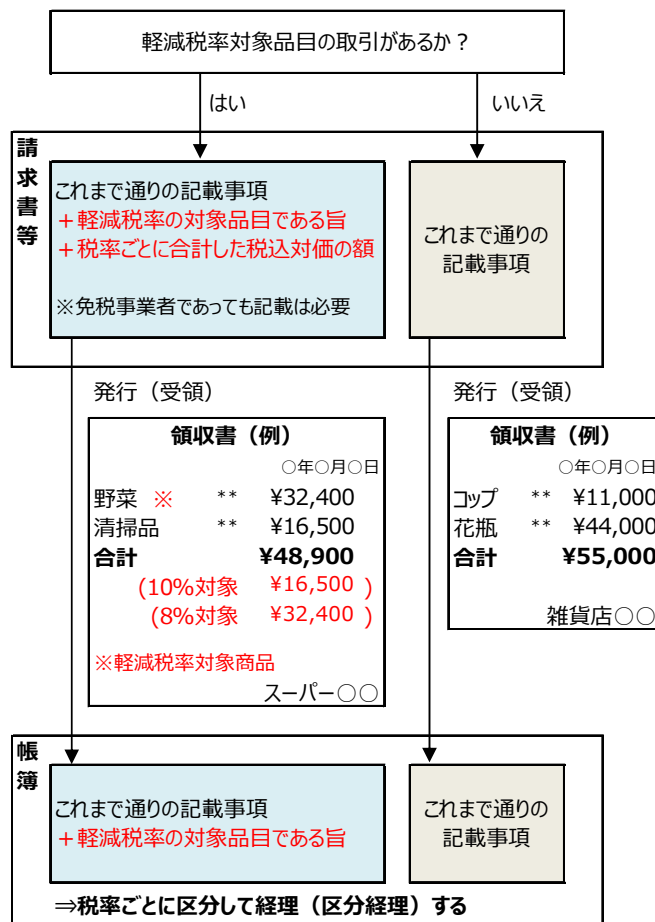 軽減税率対象品目の取引があるか？
はい
いいえ
請求書等
これまで通りの記載事項
＋軽減税率の対象品目である旨
＋税率ごとに合計した税込対価の額
※免税事業者であっても記載は必要
これまで通りの
記載事項
発行（受領）
領収書（例）
○年○月○日
野菜 ※ ** ¥32,400
清掃品 ** ¥16,500
合計 ¥48,900
(10%対象 ¥16,500 )
(8%対象 ¥32,400 )
※軽減税率対象商品
スーパー○○
発行（受領）
領収書（例）
○年○月○日
コップ ** ¥11,000
花瓶 ** ¥44,000
合計 ¥55,000
雑貨店○○
帳簿
これまで通りの記載事項
＋軽減税率の対象品目である旨
これまで通りの
記載事項
⇒税率ごとに区分して経理（区分経理）する